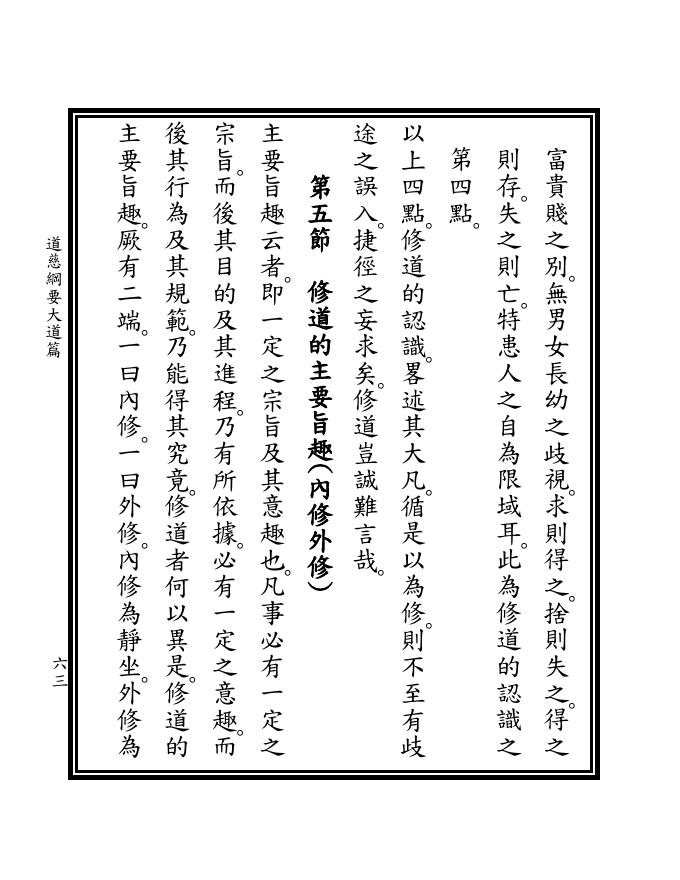 富貴賤之別。無男女長幼之歧視。求則得之。捨則失之。得之
則存。失之則亡。特患人之自為限域耳。此為修道的認識之
第四點。
以上四點。修道的認識。畧述其大凡。循是以為修。則不至有歧
途之誤入。捷徑之妄求矣。修道豈誠難言哉。
第五節　修道的主要旨趣(內修外修)
主要旨趣云者。即一定之宗旨及其意趣也。凡事必有一定之
宗旨。而後其目的及其進程。乃有所依據。必有一定之意趣。而
後其行為及其規範。乃能得其究竟。修道者何以異是。修道的
主要旨趣。厥有二端。一曰內修。一曰外修。內修為靜坐。外修為
道慈綱要大道篇
六三